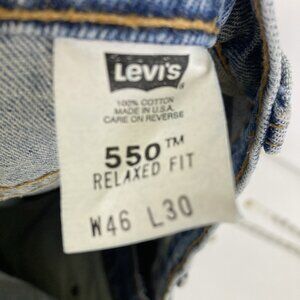 Levi's
100% COTTON
MADE IN U.S.A.
CARE ON REVERSE
550™
RELAXED FIT
W46 L30